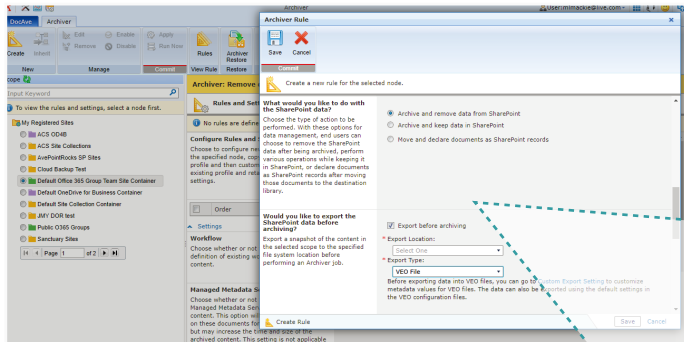 Archiver
User:mimackie@live.com
DocAve
Archiver
Create
Inherit
Edit
Remove
Enable
Disable
Apply
Run Now
Rules
Archiver
Restore
New
Manage
Commit
View Rule
Restore
Input Keyword
To view the rules and settings, select a node first.
My Registered Sites
ACS OD4B
ACS Site Collections
AvePointRocks SP Sites
Cloud Backup Test
Default Office 365 Group Team Site Container
Default OneDrive for Business Container
Default Site Collection Container
JMY DOR test
Public O365 Groups
Sanctuary Sites
Page 1 of 2
Archiver: Remove
Rules and Sett
No rules are define
Configure Rules and
Choose to configure ne
the specified node, cop
profile and then custom
existing profile and reta
settings.
Order
Settings
Workflow
Choose whether or not
definition of existing wo
content.
Managed Metadata S
Choose whether or not
Managed Metadata Serv
content. This option will
on these documents for
but may increase the time and size of the
archived content. This setting is not applicable
Archiver Rule
Save
Cancel
Commit
Create a new rule for the selected node.
What would you like to do with
the SharePoint data?
Choose the type of action to be
performed. With these options for
data management, end users can
choose to remove the SharePoint
data after being archived, perform
various operations while keeping it
in SharePoint, or declare documents
as SharePoint records after moving
those documents to the destination
library.
Archive and remove data from SharePoint
Archive and keep data in SharePoint
Move and declare documents as SharePoint records
Would you like to export the
SharePoint data before
archiving?
Export a snapshot of the content in
the selected scope to the specified
file system location before
performing an Archiver job.
Export before archiving
* Export Location:
Select One
* Export Type:
VEO File
Before exporting data into VEO files, you can go to Custom Export Setting to customize
metadata values for VEO files. The data can also be exported using the default settings in
the VEO configuration files.
Create Rule
Save
Cancel